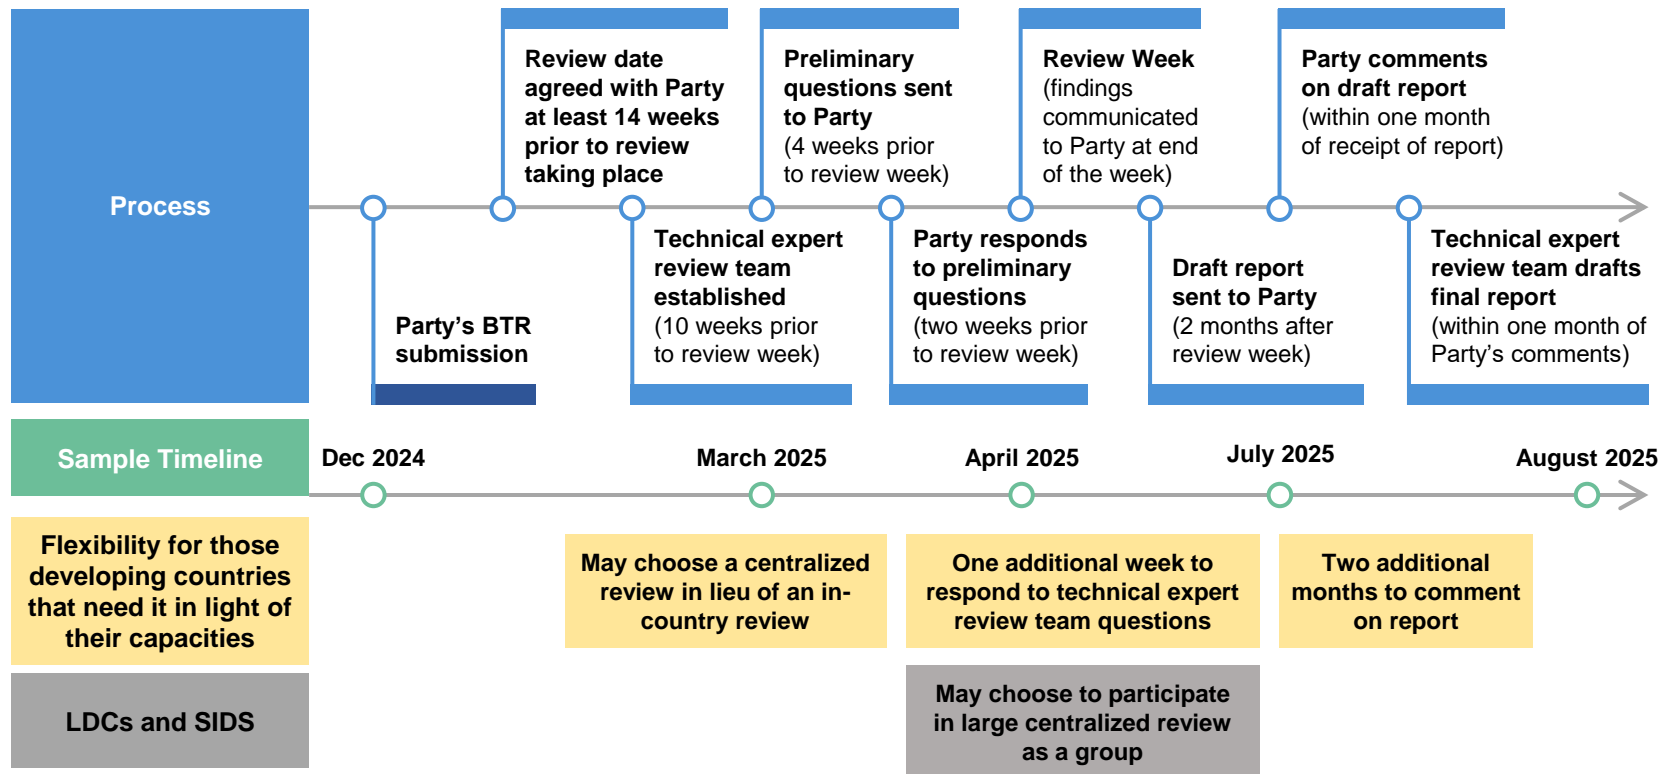 Process
Review date
agreed with Party
at least 14 weeks
prior to review
taking place
Preliminary
questions sent
to Party
(4 weeks prior
to review week)
Review Week
(findings
communicated
to Party at end
of the week)
Party comments
on draft report
(within one month
of receipt of report)
Party’s BTR
submission
Technical expert
review team
established
(10 weeks prior
to review week)
Party responds
to preliminary
questions
(two weeks prior
to review week)
Draft report
sent to Party
(2 months after
review week)
Technical expert
review team drafts
final report
(within one month of
Party’s comments)
Sample Timeline
Dec 2024
March 2025
April 2025
July 2025
August 2025
Flexibility for those
developing countries
that need it in light of
their capacities
May choose a centralized
review in lieu of an in-
country review
One additional week to
respond to technical expert
review team questions
Two additional
months to comment
on report
LDCs and SIDS
May choose to participate
in large centralized review
as a group